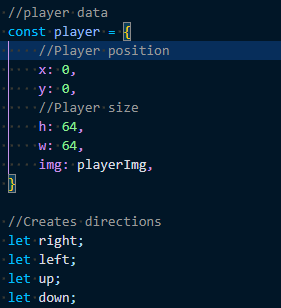 //player data
const player = {
    //Player position
    x: 0,
    y: 0,
    //Player size
    h: 64,
    w: 64,
    img: playerImg,
}

//Creates directions
let right;
let left;
let up;
let down;